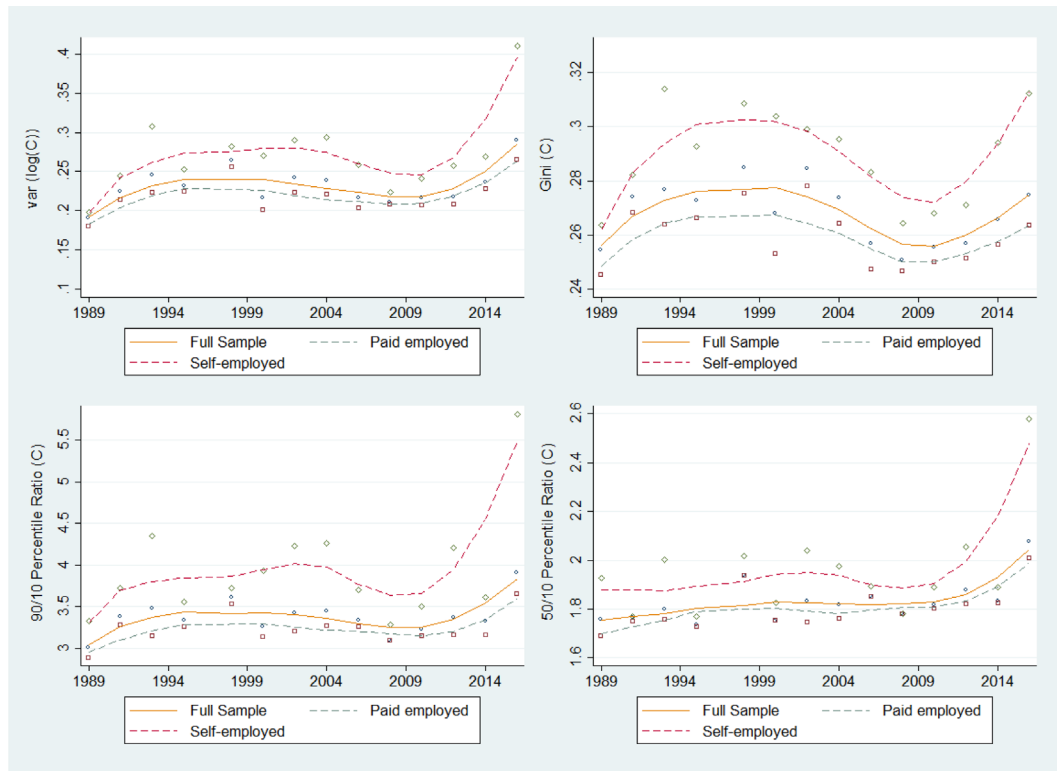 var (log(C))
.4
.35
.3
.25
.2
.15
.1
1989 1994 1999 2004 2009 2014
Full Sample Paid employed
Self-employed
Gini (C)
.32
.3
.28
.26
.24
1989 1994 1999 2004 2009 2014
Full Sample Paid employed
Self-employed
90/10 Percentile Ratio (C)
5.5
5
4.5
4
3.5
3
1989 1994 1999 2004 2009 2014
Full Sample Paid employed
Self-employed
50/10 Percentile Ratio (C)
2.6
2.4
2.2
2
1.8
1.6
1989 1994 1999 2004 2009 2014
Full Sample Paid employed
Self-employed